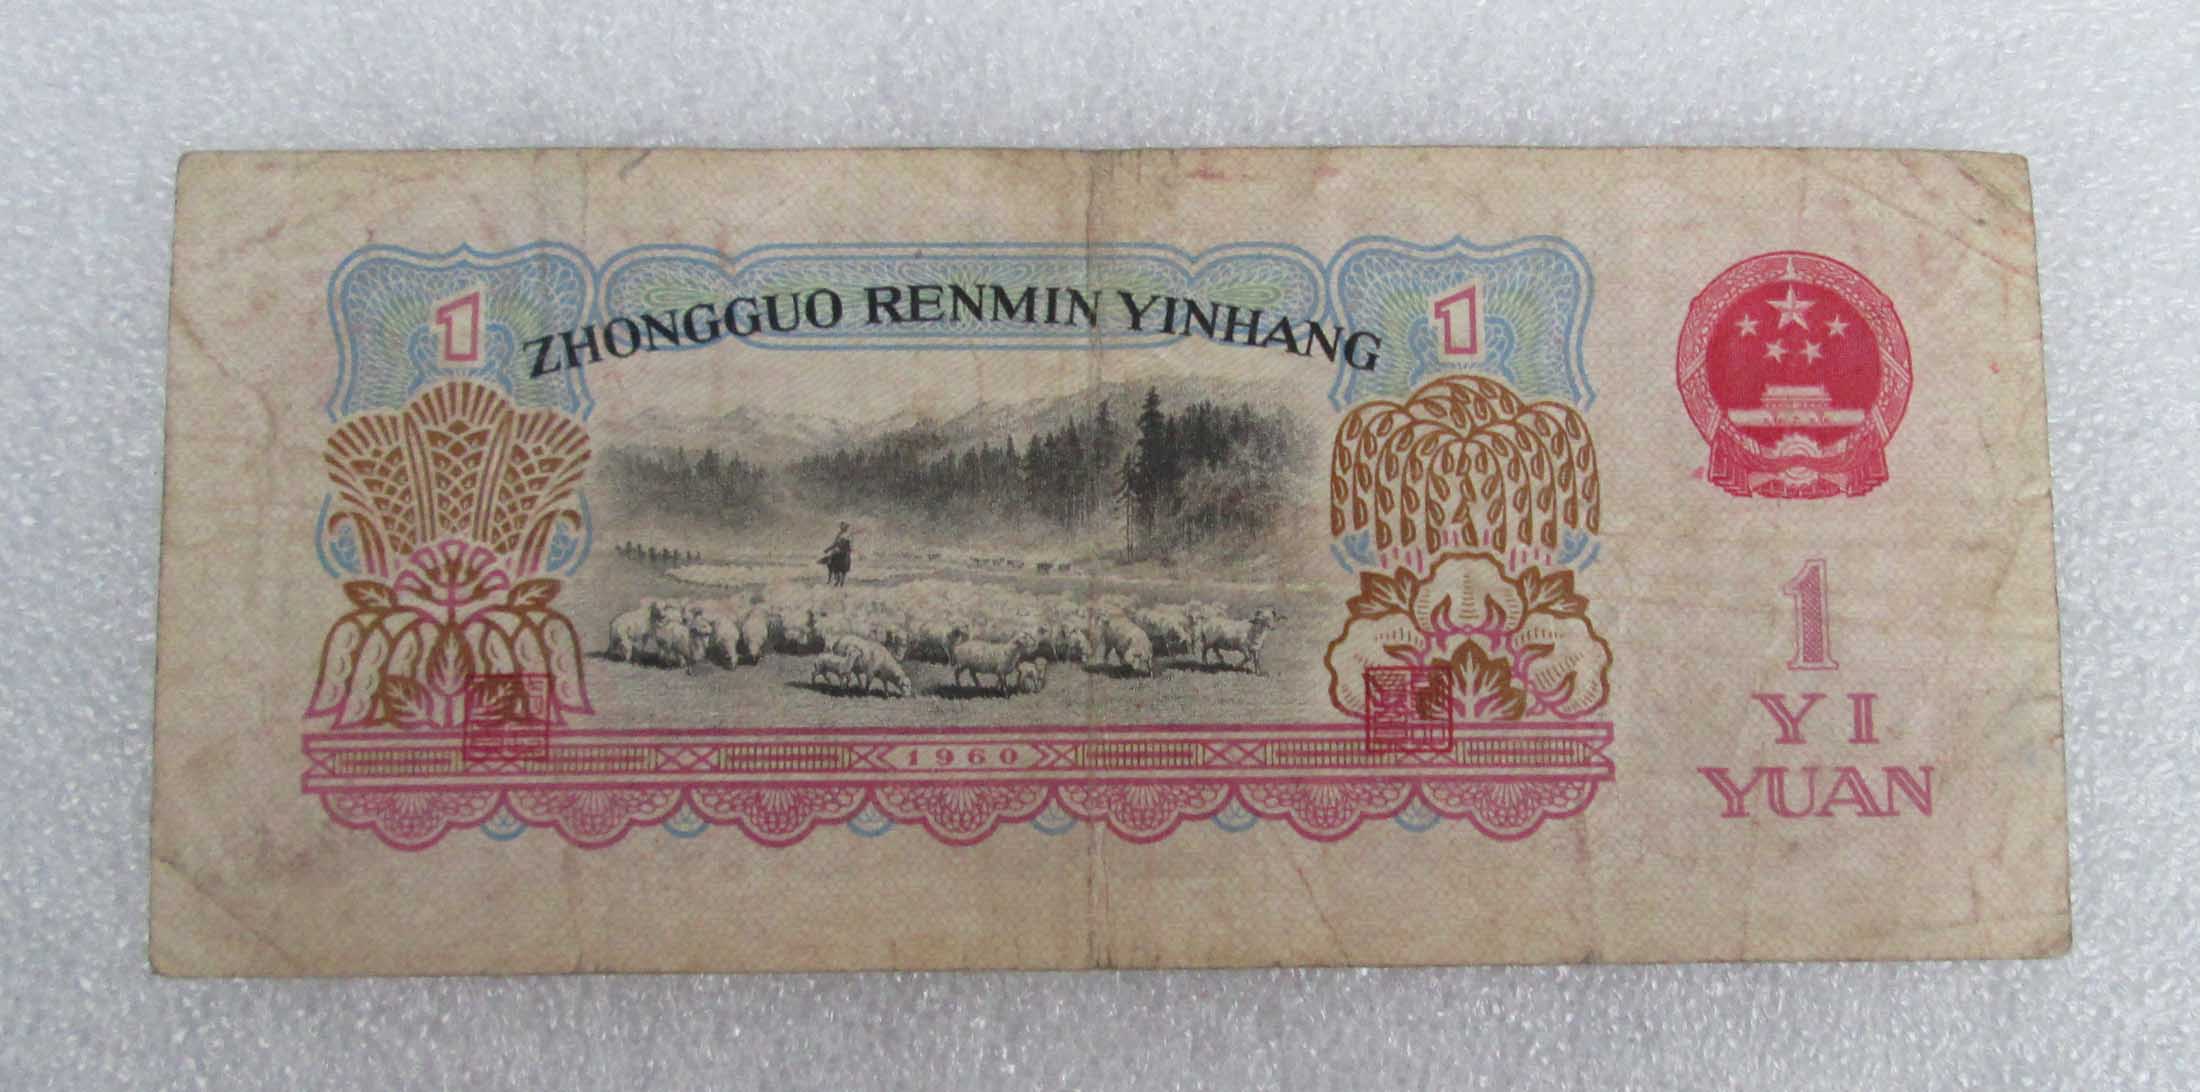 1
ZHONGGUO RENMIN YINHANG
1
1960
1
YI
YUAN